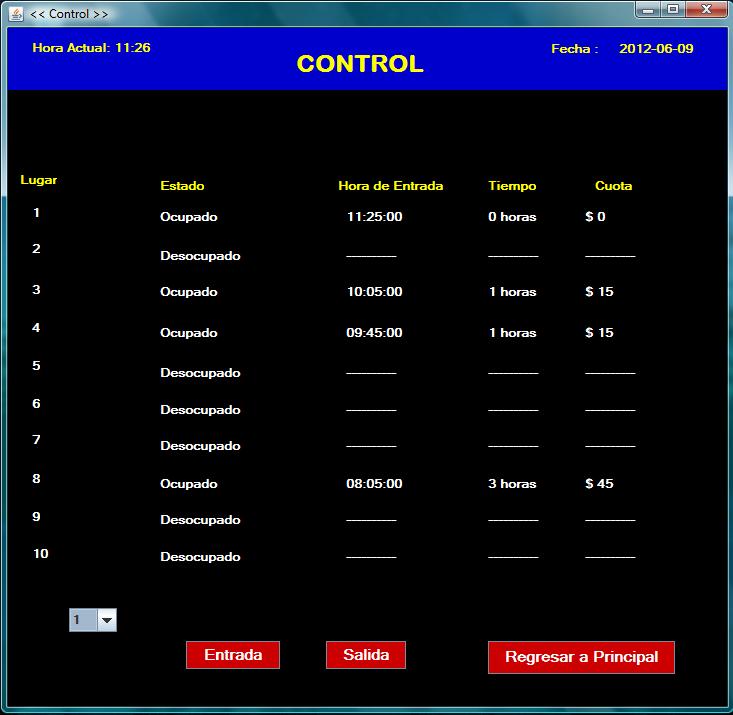 << Control >>
Hora Actual: 11:26 CONTROL Fecha : 2012-06-09
Lugar Estado Hora de Entrada Tiempo Cuota
1 Ocupado 11:25:00 0 horas $ 0
2 Desocupado ---------- ---------- ----------
3 Ocupado 10:05:00 1 horas $ 15
4 Ocupado 09:45:00 1 horas $ 15
5 Desocupado ---------- ---------- ----------
6 Desocupado ---------- ---------- ----------
7 Desocupado ---------- ---------- ----------
8 Ocupado 08:05:00 3 horas $ 45
9 Desocupado ---------- ---------- ----------
10 Desocupado ---------- ---------- ----------
1
Entrada Salida Regresar a Principal